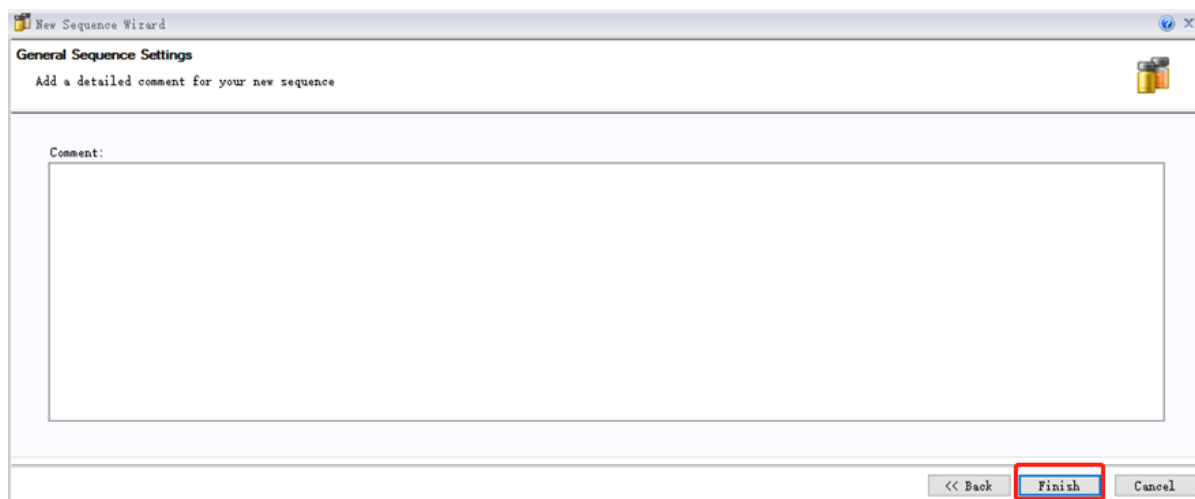 New Sequence Wizard
General Sequence Settings
Add a detailed comment for your new sequence
Comment:
<< Back
Finish
Cancel